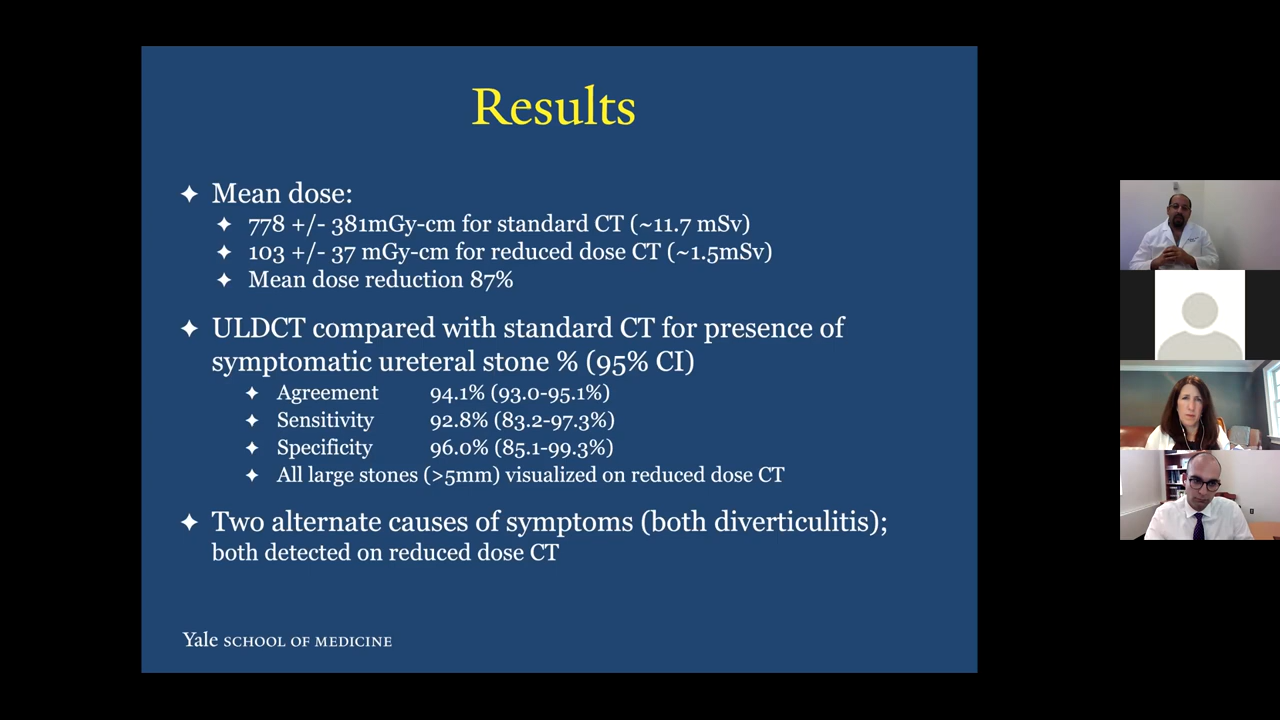 Results
✦ Mean dose:
✦ 778 +/- 381mGy-cm for standard CT (~11.7 mSv)
✦ 103 +/- 37 mGy-cm for reduced dose CT (~1.5mSv)
✦ Mean dose reduction 87%
✦ ULDCT compared with standard CT for presence of
symptomatic ureteral stone % (95% CI)
✦ Agreement 94.1% (93.0-95.1%)
✦ Sensitivity 92.8% (83.2-97.3%)
✦ Specificity 96.0% (85.1-99.3%)
✦ All large stones (>5mm) visualized on reduced dose CT
✦ Two alternate causes of symptoms (both diverticulitis);
both detected on reduced dose CT
Yale SCHOOL OF MEDICINE